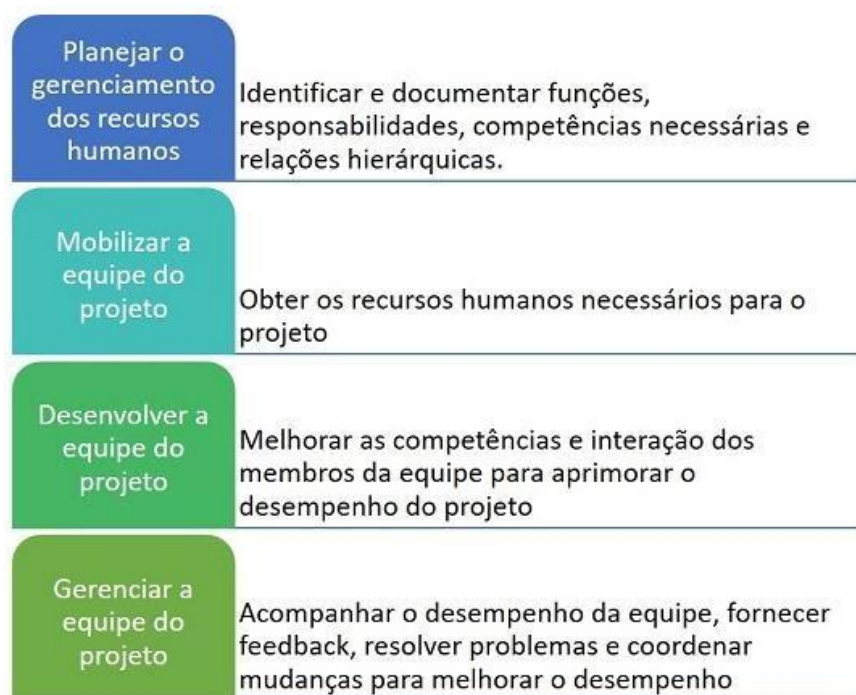 Planejar o
gerenciamento
dos recursos
humanos
Identificar e documentar funções,
responsabilidades, competências necessárias e
relações hierárquicas.
Mobilizar a
equipe do
projeto
Obter os recursos humanos necessários para o
projeto
Desenvolver a
equipe do
projeto
Melhorar as competências e interação dos
membros da equipe para aprimorar o
desempenho do projeto
Gerenciar a
equipe do
projeto
Acompanhar o desempenho da equipe, fornecer
feedback, resolver problemas e coordenar
mudanças para melhorar o desempenho